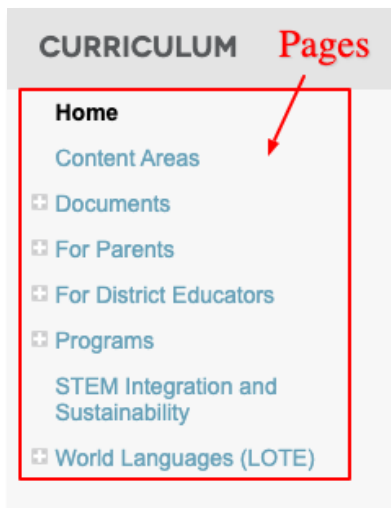 CURRICULUM Pages
Home
Content Areas
Documents
For Parents
For District Educators
Programs
STEM Integration and
Sustainability
World Languages (LOTE)